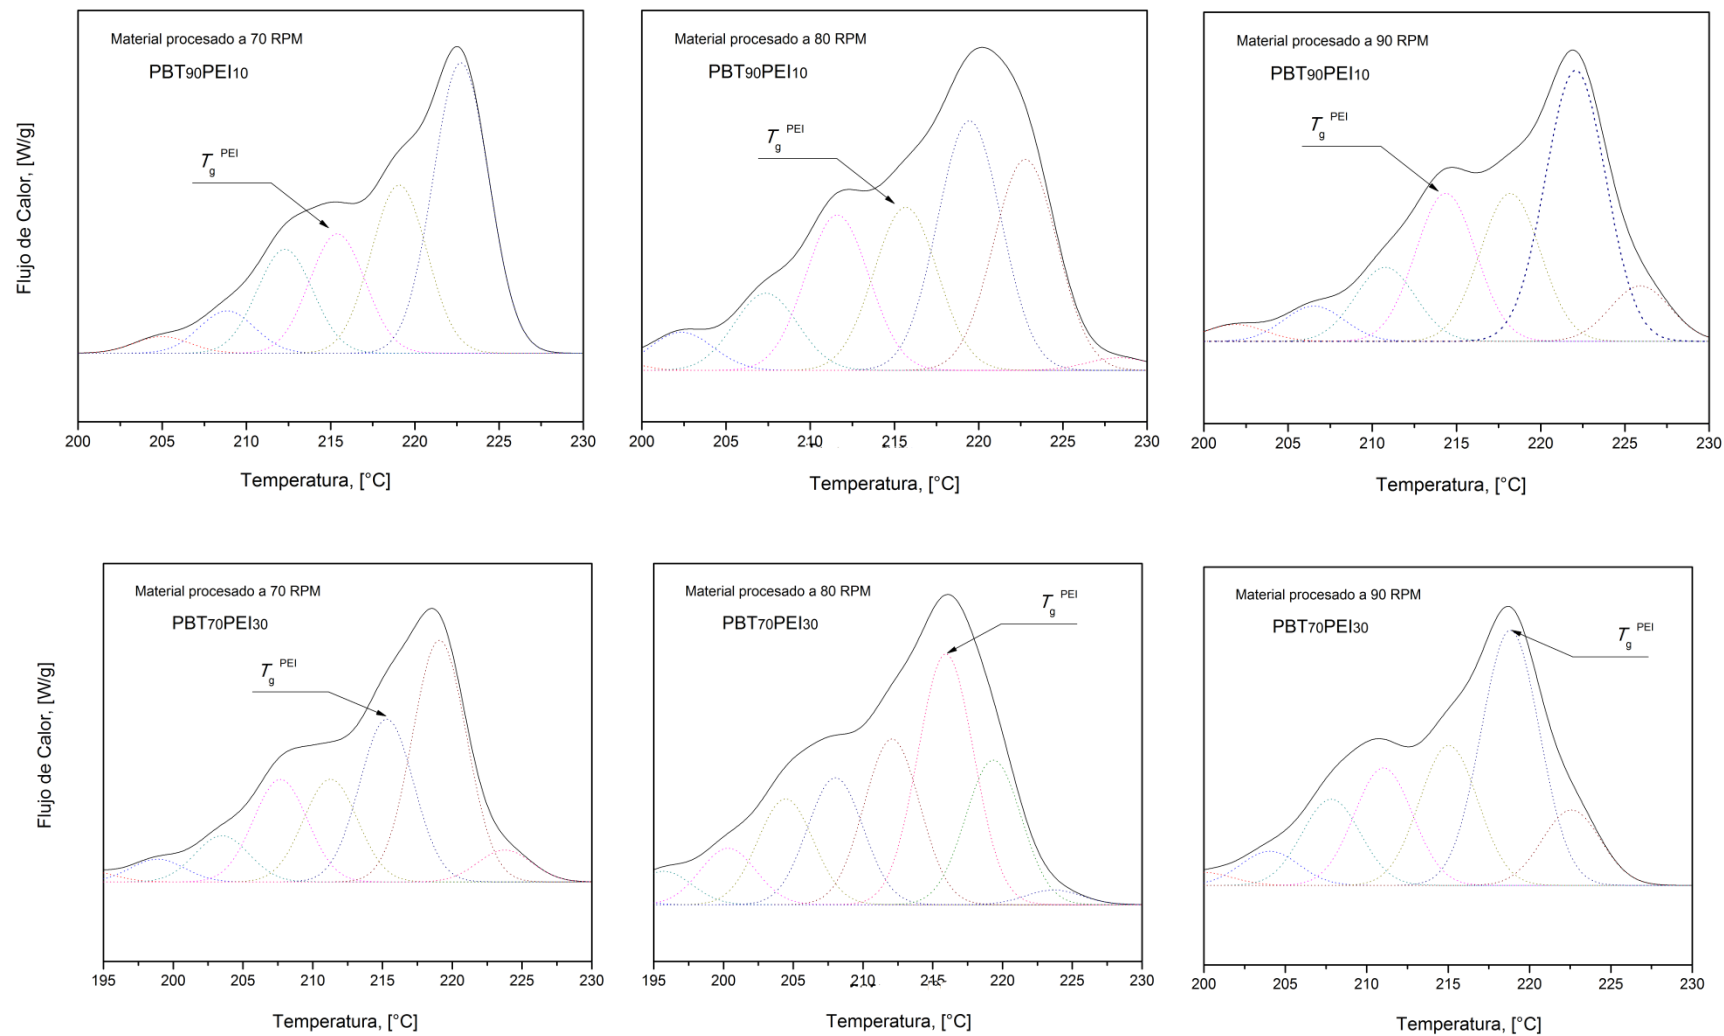 Material procesado a 70 RPM
PBT90PEI10
Tg PEI
Flujo de Calor, [W/g]
200 205 210 215 220 225 230
Temperatura, [°C]
Material procesado a 80 RPM
PBT90PEI10
Tg PEI
200 205 210 215 220 225 230
Temperatura, [°C]
Material procesado a 90 RPM
PBT90PEI10
Tg PEI
200 205 210 215 220 225 230
Temperatura, [°C]
Material procesado a 70 RPM
PBT70PEI30
Tg PEI
Flujo de Calor, [W/g]
195 200 205 210 215 220 225 230
Temperatura, [°C]
Material procesado a 80 RPM
PBT70PEI30
Tg PEI
195 200 205 210 215 220 225 230
Temperatura, [°C]
Material procesado a 90 RPM
PBT70PEI30
Tg PEI
200 205 210 215 220 225 230
Temperatura, [°C]